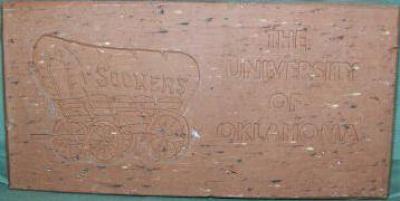 SOONERS
THE
UNIVERSITY
OF
OKLAHOMA